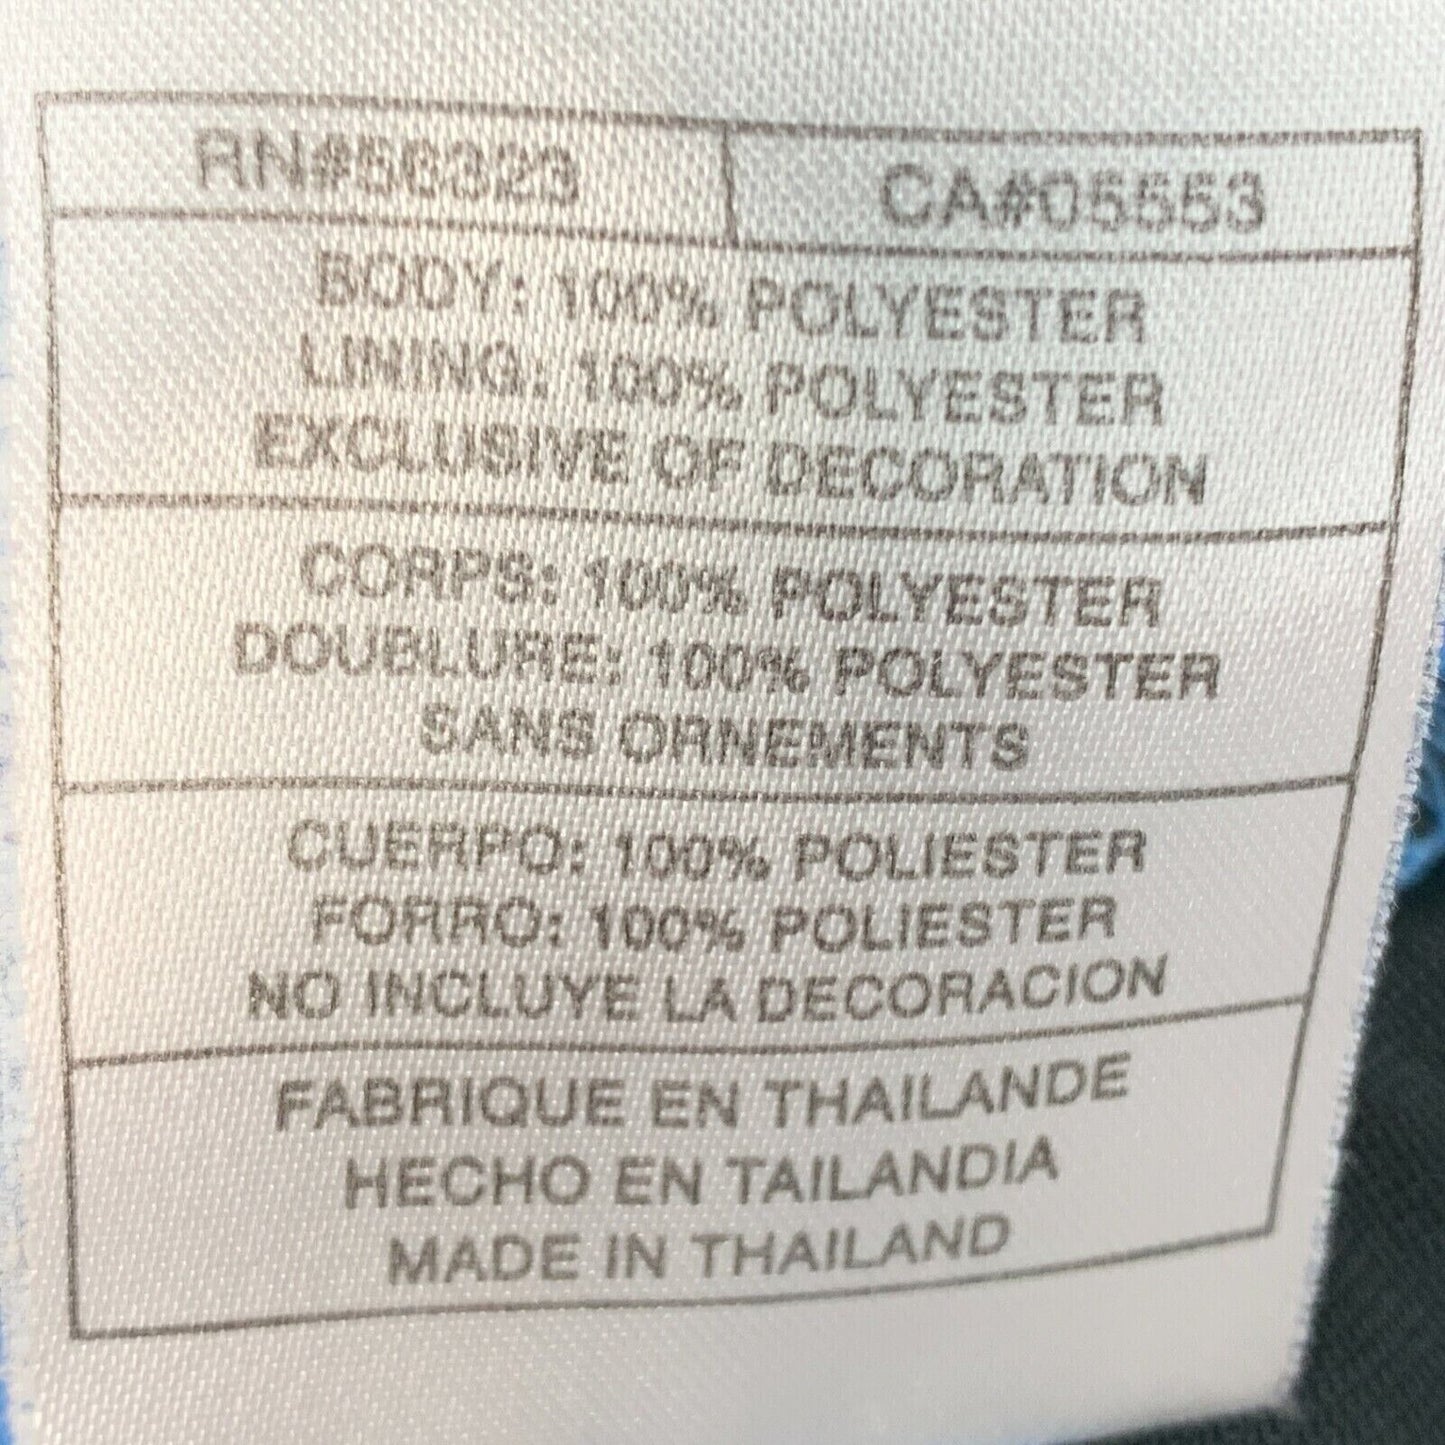 RN#56323 CA#05553
BODY: 100% POLYESTER
LINING: 100% POLYESTER
EXCLUSIVE OF DECORATION
CORPS: 100% POLYESTER
DOUBLURE: 100% POLYESTER
SANS ORNEMENTS
CUERPO: 100% POLIESTER
FORRO: 100% POLIESTER
NO INCLUYE LA DECORACION
FABRIQUE EN THAILANDE
HECHO EN TAILANDIA
MADE IN THAILAND